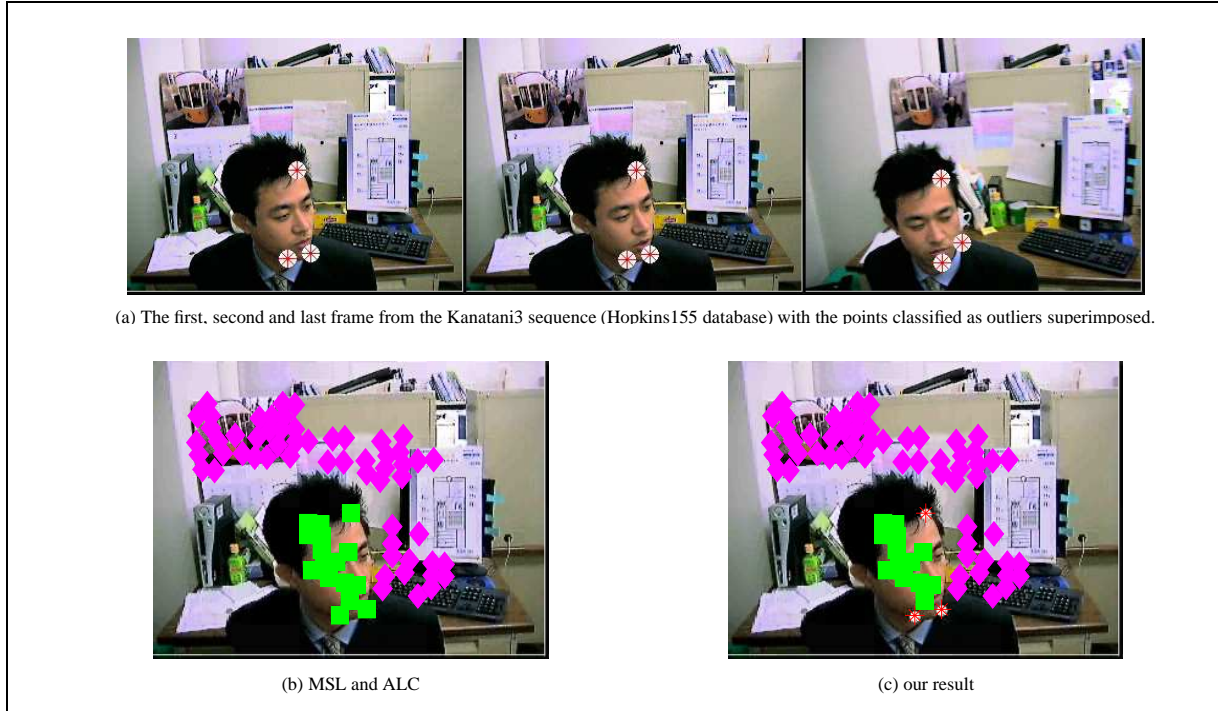 (a) The first, second and last frame from the Kanatani3 sequence (Hopkins155 database) with the points classified as outliers superimposed.
(b) MSL and ALC
(c) our result